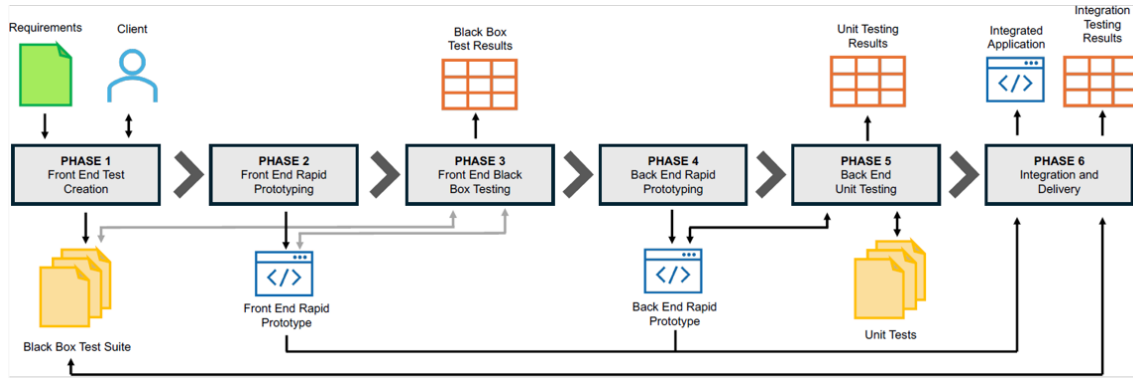 Requirements
Client
Black Box
Test Results
Unit Testing
Results
Integrated
Application
Integration
Testing
Results
PHASE 1
Front End Test
Creation
PHASE 2
Front End Rapid
Prototyping
PHASE 3
Front End Black
Box Testing
PHASE 4
Back End Rapid
Prototyping
PHASE 5
Back End
Unit Testing
PHASE 6
Integration and
Delivery
Black Box Test Suite
</>
Front End Rapid
Prototype
</>
Back End Rapid
Prototype
Unit Tests
</>